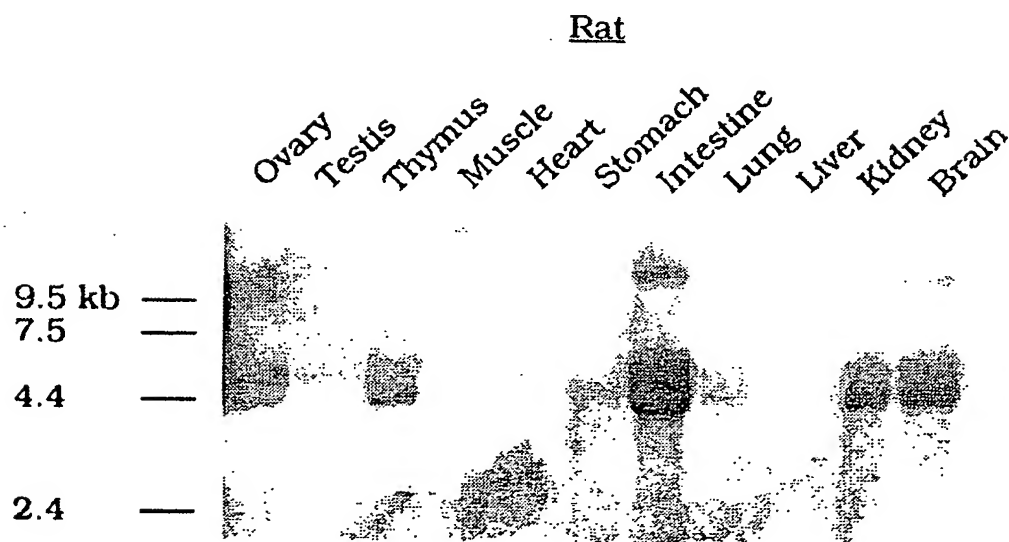 Rat
Ovary
Testis
Thymus
Muscle
Heart
Stomach
Intestine
Lung
Liver
Kidney
Brain
9.5 kb
7.5
4.4
2.4